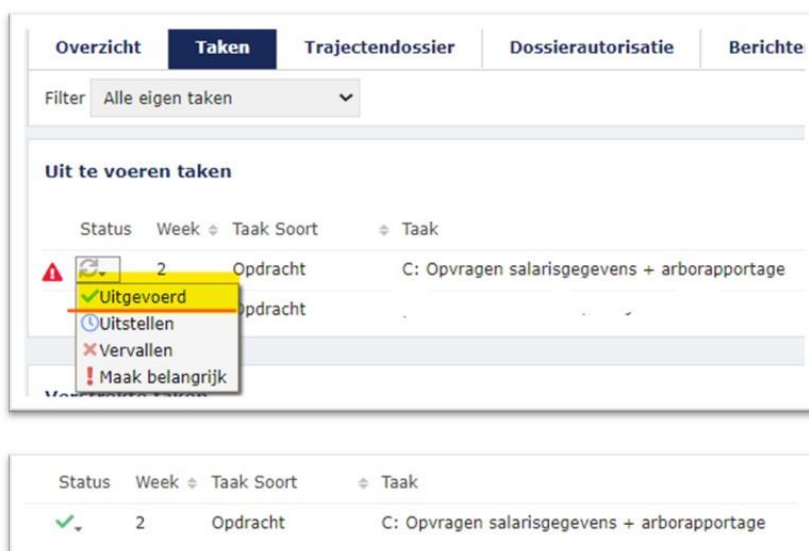 Overzicht Taken Trajectendossier Dossierautorisatie Berichte
Filter Alle eigen taken
Uit te voeren taken
Status Week Taak Soort Taak
2 Opdracht C: Opvragen salarisgegevens + arborapportage
Uitgevoerd
Opdracht
Uitstellen
Vervallen
Maak belangrijk
Verstrekte taken
Status Week Taak Soort Taak
2 Opdracht C: Opvragen salarisgegevens + arborapportage